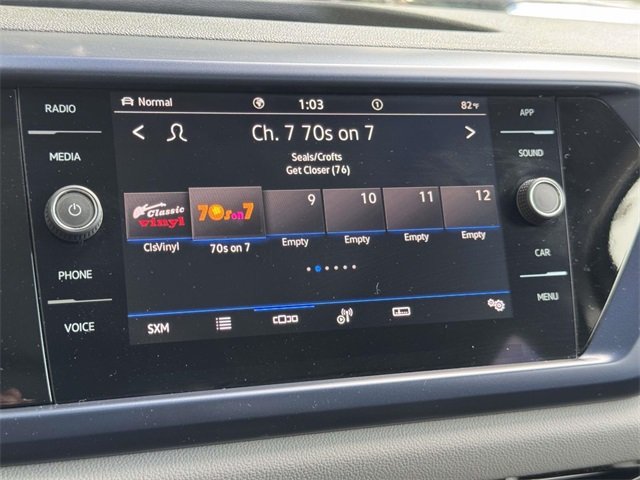 RADIO
MEDIA
PHONE
VOICE
Normal
1:03
1
82°F
< Ch. 7 70s on 7 >
Seals/Crofts
Get Closer (76)
Classic
vinyl
70s on 7
9
10
11
12
ClsVinyl
70s on 7
Empty
Empty
Empty
Empty
SXM
APP
SOUND
CAR
MENU